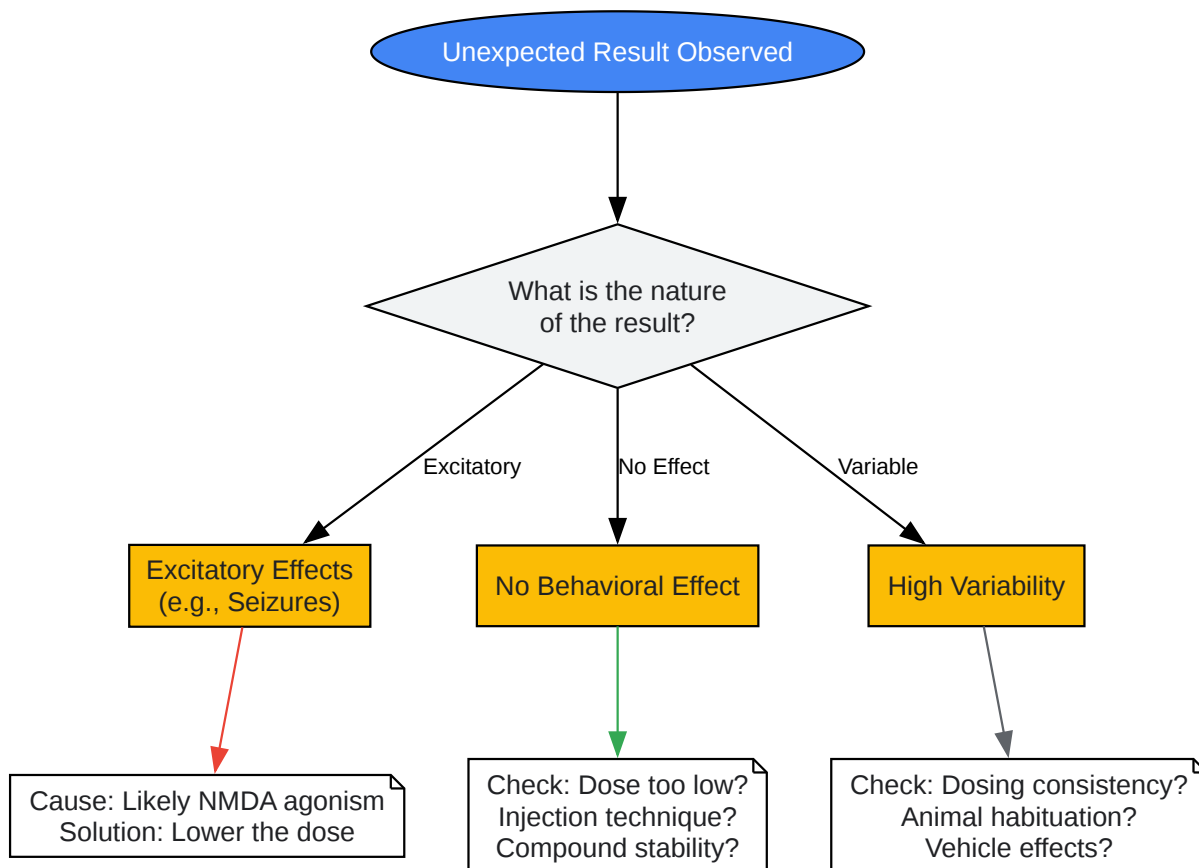 Unexpected Result Observed
What is the nature
of the result?
Excitatory
No Effect
Variable
Excitatory Effects
(e.g., Seizures)
No Behavioral Effect
High Variability
Cause: Likely NMDA agonism
Solution: Lower the dose
Check: Dose too low?
Injection technique?
Compound stability?
Check: Dosing consistency?
Animal habituation?
Vehicle effects?